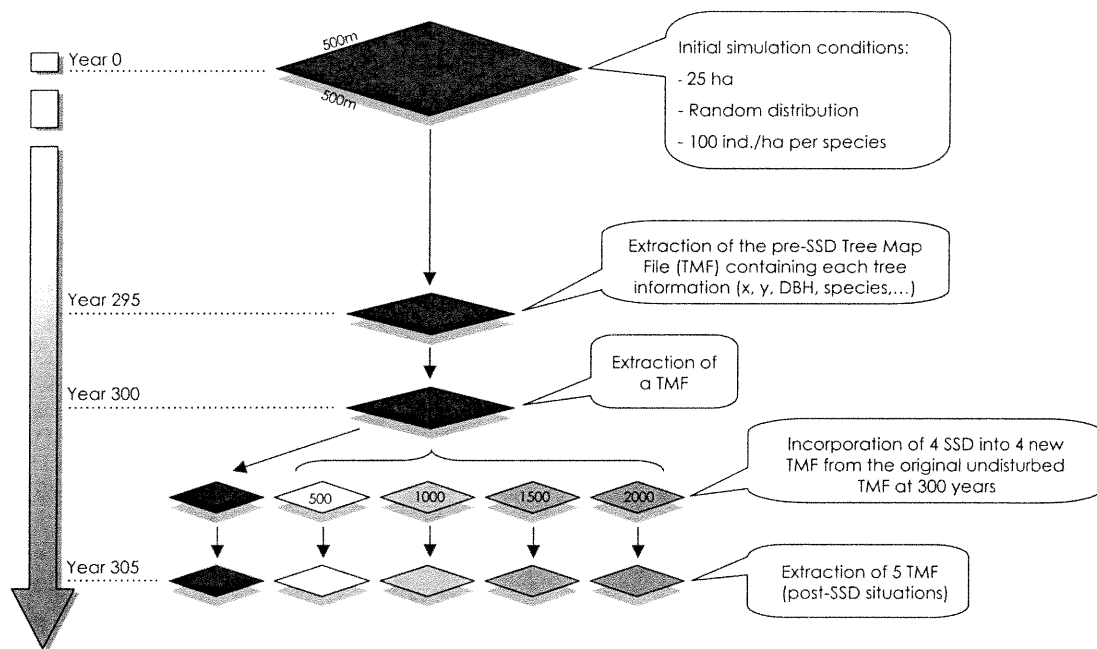 Year 0
500m
500m
Initial simulation conditions:
- 25 ha
- Random distribution
- 100 ind./ha per species
Extraction of the pre-SSD Tree Map
File (TMF) containing each tree
information (x, y, DBH, species,...)
Year 295
Extraction of
a TMF
Year 300
Incorporation of 4 SSD into 4 new
TMF from the original undisturbed
TMF at 300 years
500
1000
1500
2000
Year 305
Extraction of 5 TMF
(post-SSD situations)